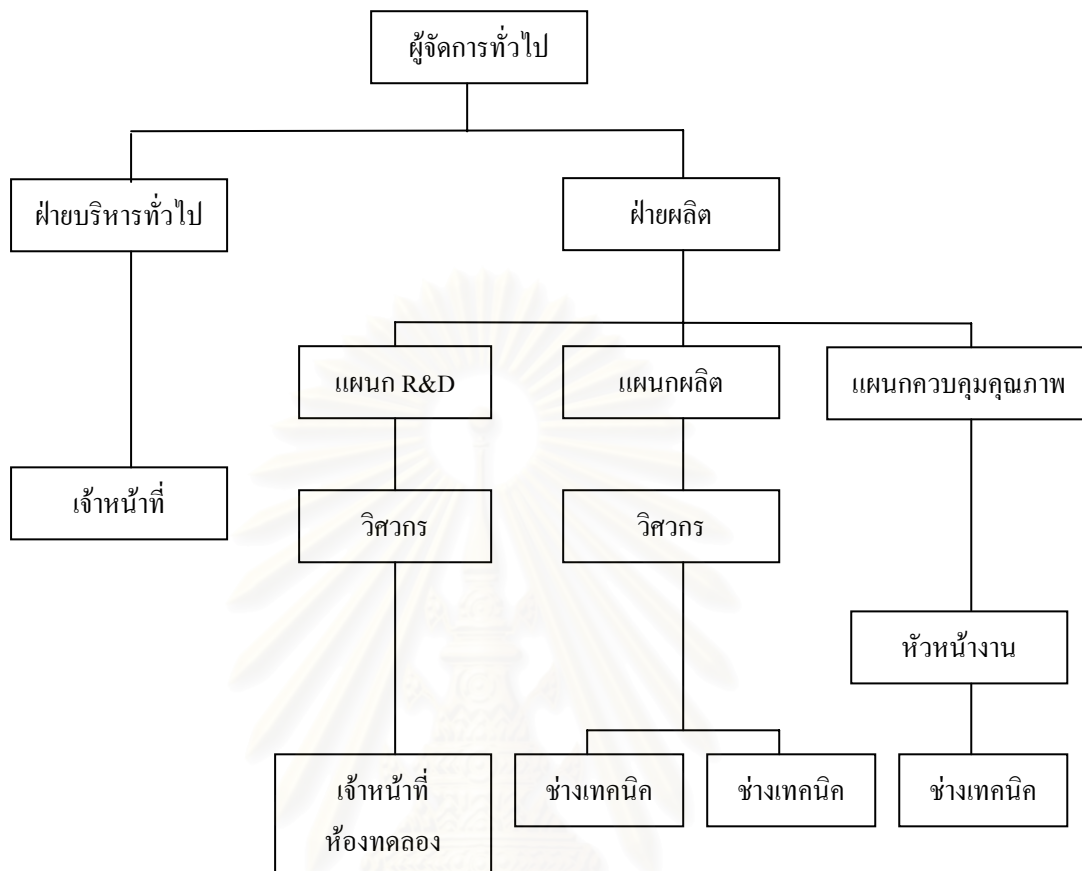 ผู้จัดการทั่วไป
ฝ่ายบริหารทั่วไป
ฝ่ายผลิต
แผนก R&D
แผนกผลิต
แผนกควบคุมคุณภาพ
เจ้าหน้าที่
วิศวกร
วิศวกร
หัวหน้างาน
เจ้าหน้าที่
ห้องทดลอง
ช่างเทคนิค
ช่างเทคนิค
ช่างเทคนิค